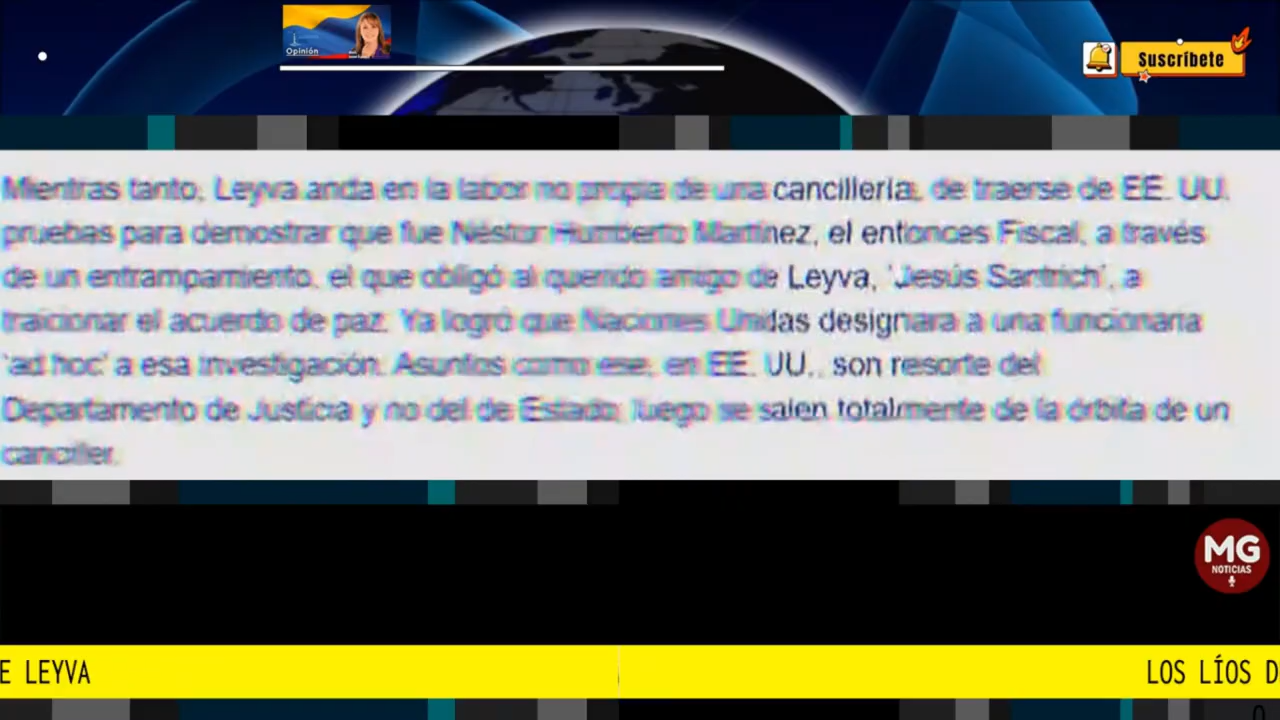 Opinión
Suscríbete
Mientras tanto, Leyva anda en la labor no propia de una cancillería, de traerse de EE. UU.
pruebas para demostrar que fue Néstor Humberto Martínez, el entonces Fiscal, a través
de un entrampamiento, el que obligó al querido amigo de Leyva, 'Jesús Santrich', a
traicionar el acuerdo de paz. Ya logró que Naciones Unidas designara a una funcionaria
'ad hoc' a esa investigación. Asuntos como ese, en EE. UU., son resorte del
Departamento de Justicia y no del de Estado, luego se salen totalmente de la órbita de un
canciller.
MG
NOTICIAS
E LEYVA
LOS LÍOS D